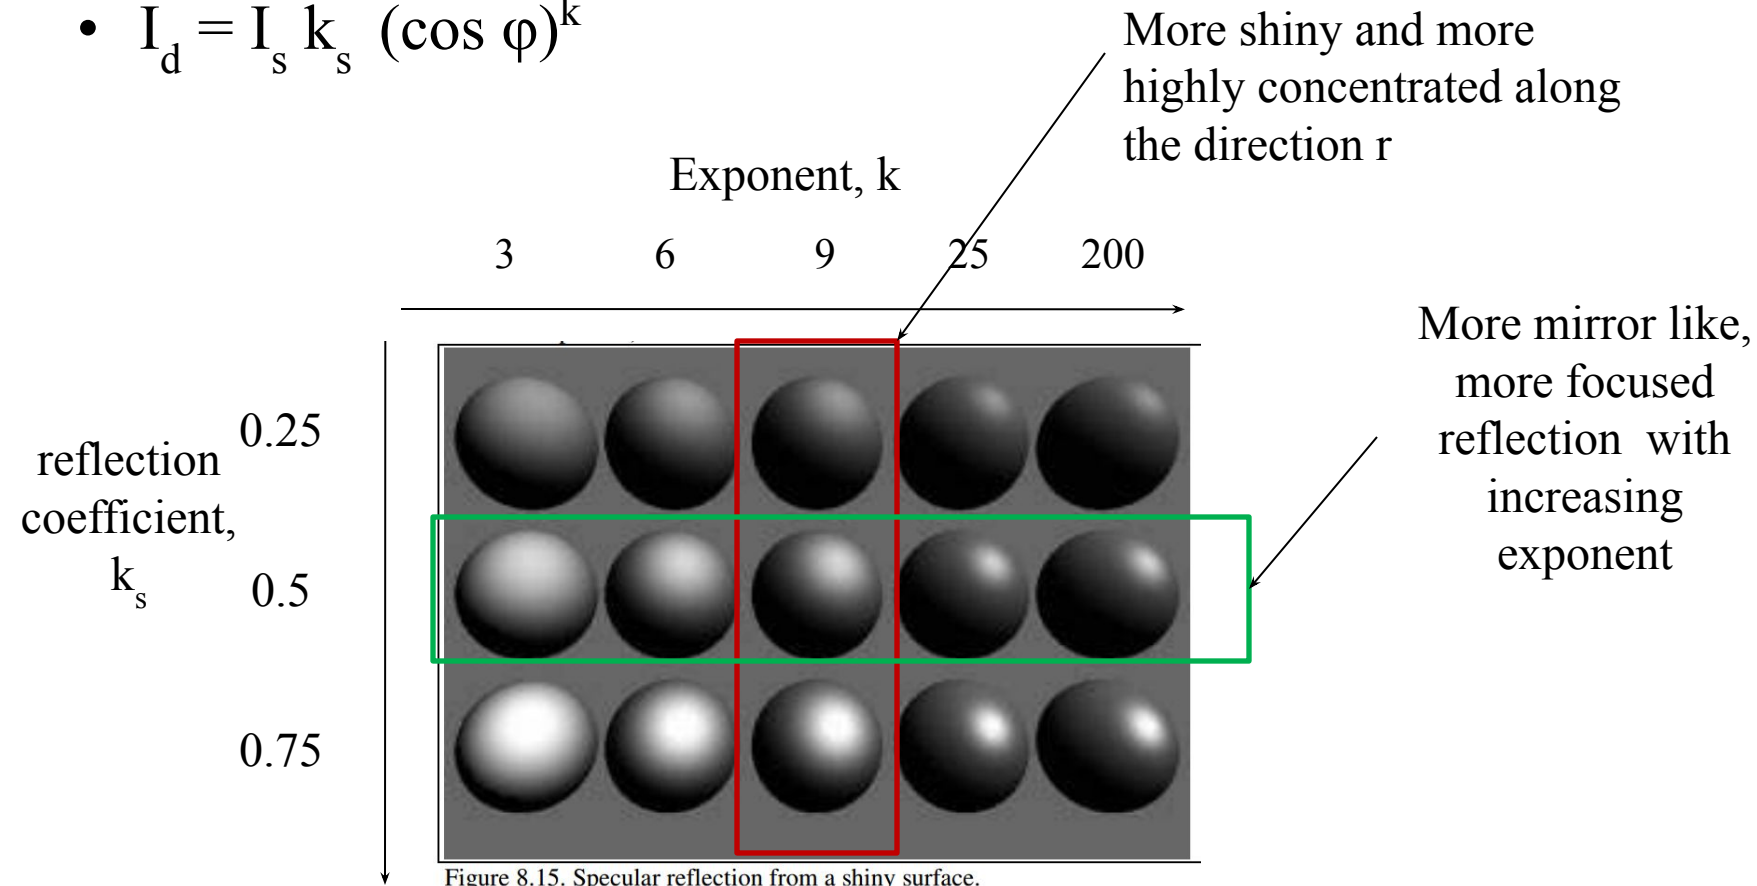 • I_d = I_s k_s (cos φ)^k
More shiny and more
highly concentrated along
the direction r
Exponent, k
3 6 9 25 200
More mirror like,
more focused
reflection with
increasing
exponent
reflection
coefficient,
k_s
0.25
0.5
0.75
Figure 8.15. Specular reflection from a shiny surface.